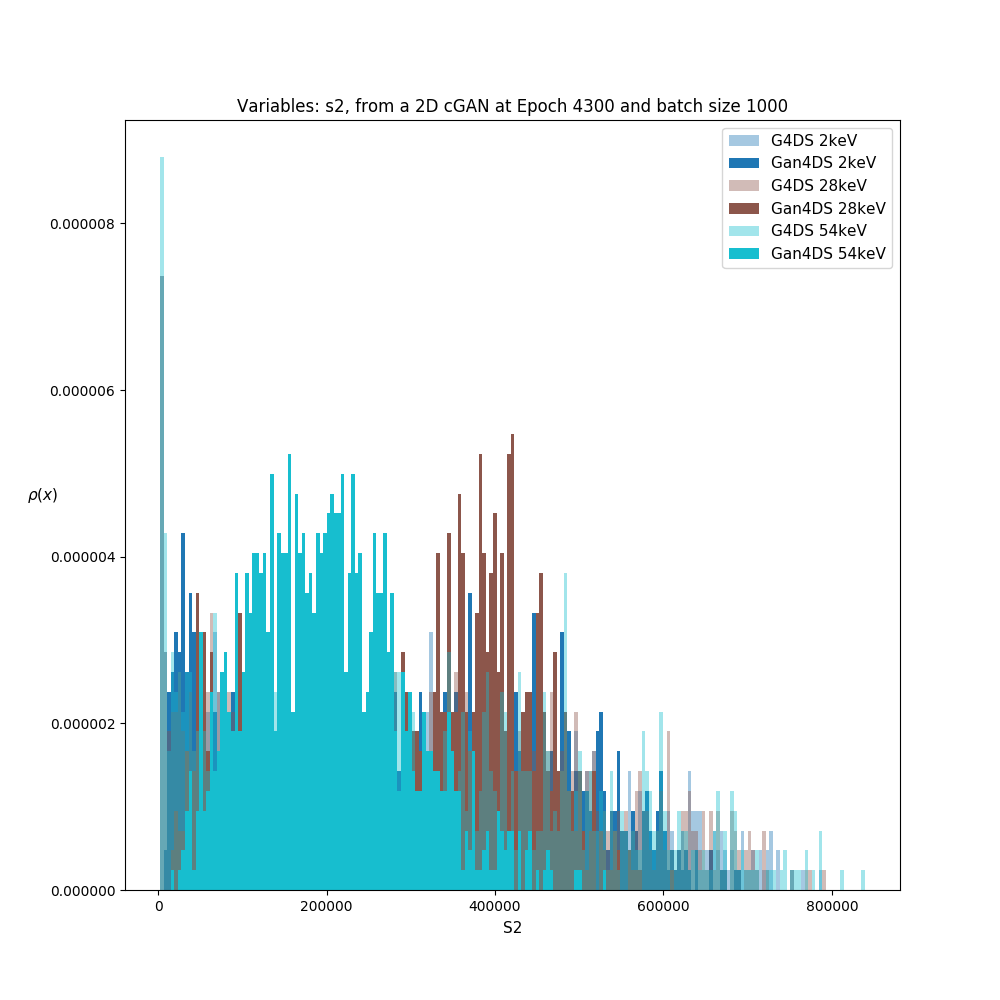 Variables: s2, from a 2D cGAN at Epoch 4300 and batch size 1000
G4DS 2keV
Gan4DS 2keV
G4DS 28keV
Gan4DS 28keV
G4DS 54keV
Gan4DS 54keV
0.000008
0.000006
ρ(x)
0.000004
0.000002
0.000000
0 200000 400000 600000 800000
S2